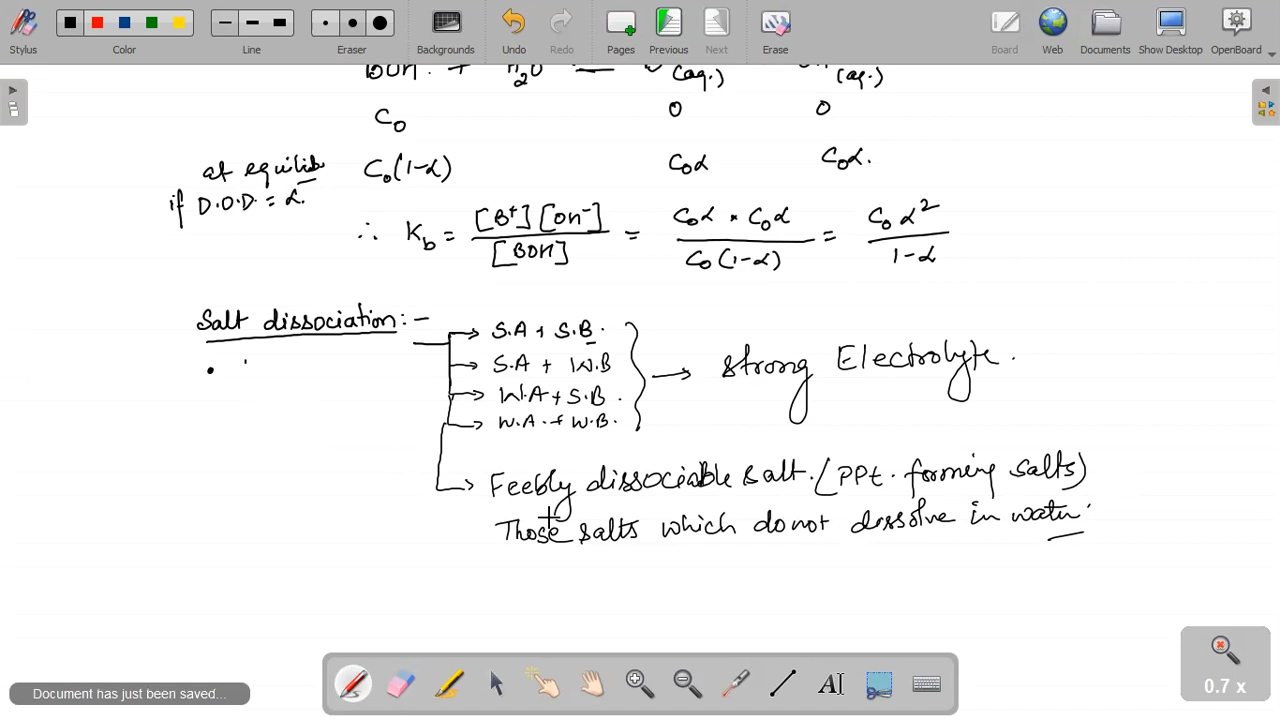 Stylus Color Line Eraser Backgrounds Undo Redo Pages Previous Next Erase Board Web Documents Show Desktop OpenBoard
BOH + H2O (aq.) (aq.)
C0 0 0
at equilib C0(1-α) C0α C0α.
if D.O.D. = α.
∴ Kb = [B+][OH-] / [BOH] = C0α × C0α / C0(1-α) = C0α² / 1-α
Salt dissociation:-
S.A + S.B.
S.A + W.B
W.A + S.B.
W.A. + W.B.
→ strong Electrolyte.
Feebly dissociable salt. (PPt. forming salts)
Those salts which do not dissolve in water.
Document has just been saved...
0.7 x